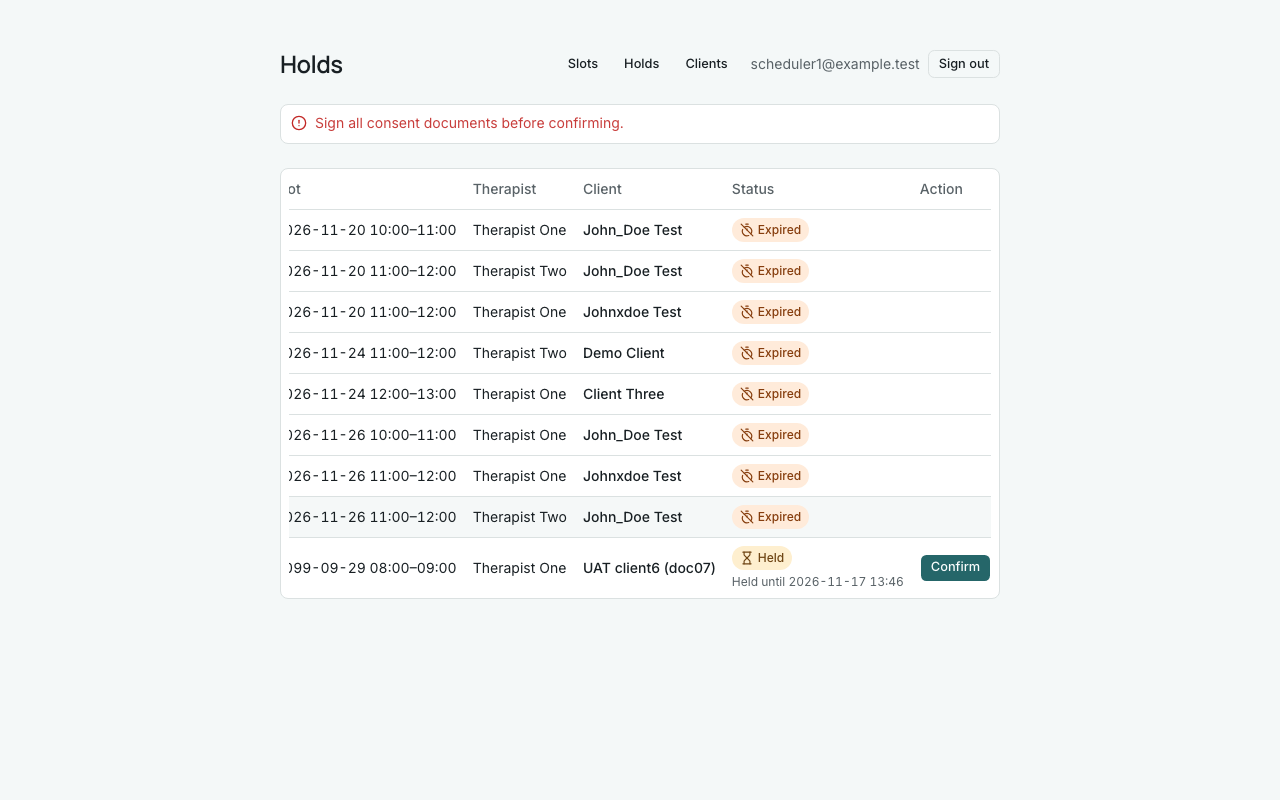 Holds
Slots Holds Clients scheduler1@example.test Sign out
Sign all consent documents before confirming.
ot Therapist Client Status Action
026-11-20 10:00–11:00 Therapist One John_Doe Test Expired
026-11-20 11:00–12:00 Therapist Two John_Doe Test Expired
026-11-20 11:00–12:00 Therapist One Johnxdoe Test Expired
026-11-24 11:00–12:00 Therapist Two Demo Client Expired
026-11-24 12:00–13:00 Therapist One Client Three Expired
026-11-26 10:00–11:00 Therapist One John_Doe Test Expired
026-11-26 11:00–12:00 Therapist One Johnxdoe Test Expired
026-11-26 11:00–12:00 Therapist Two John_Doe Test Expired
099-09-29 08:00–09:00 Therapist One UAT client6 (doc07) Held Confirm
Held until 2026-11-17 13:46